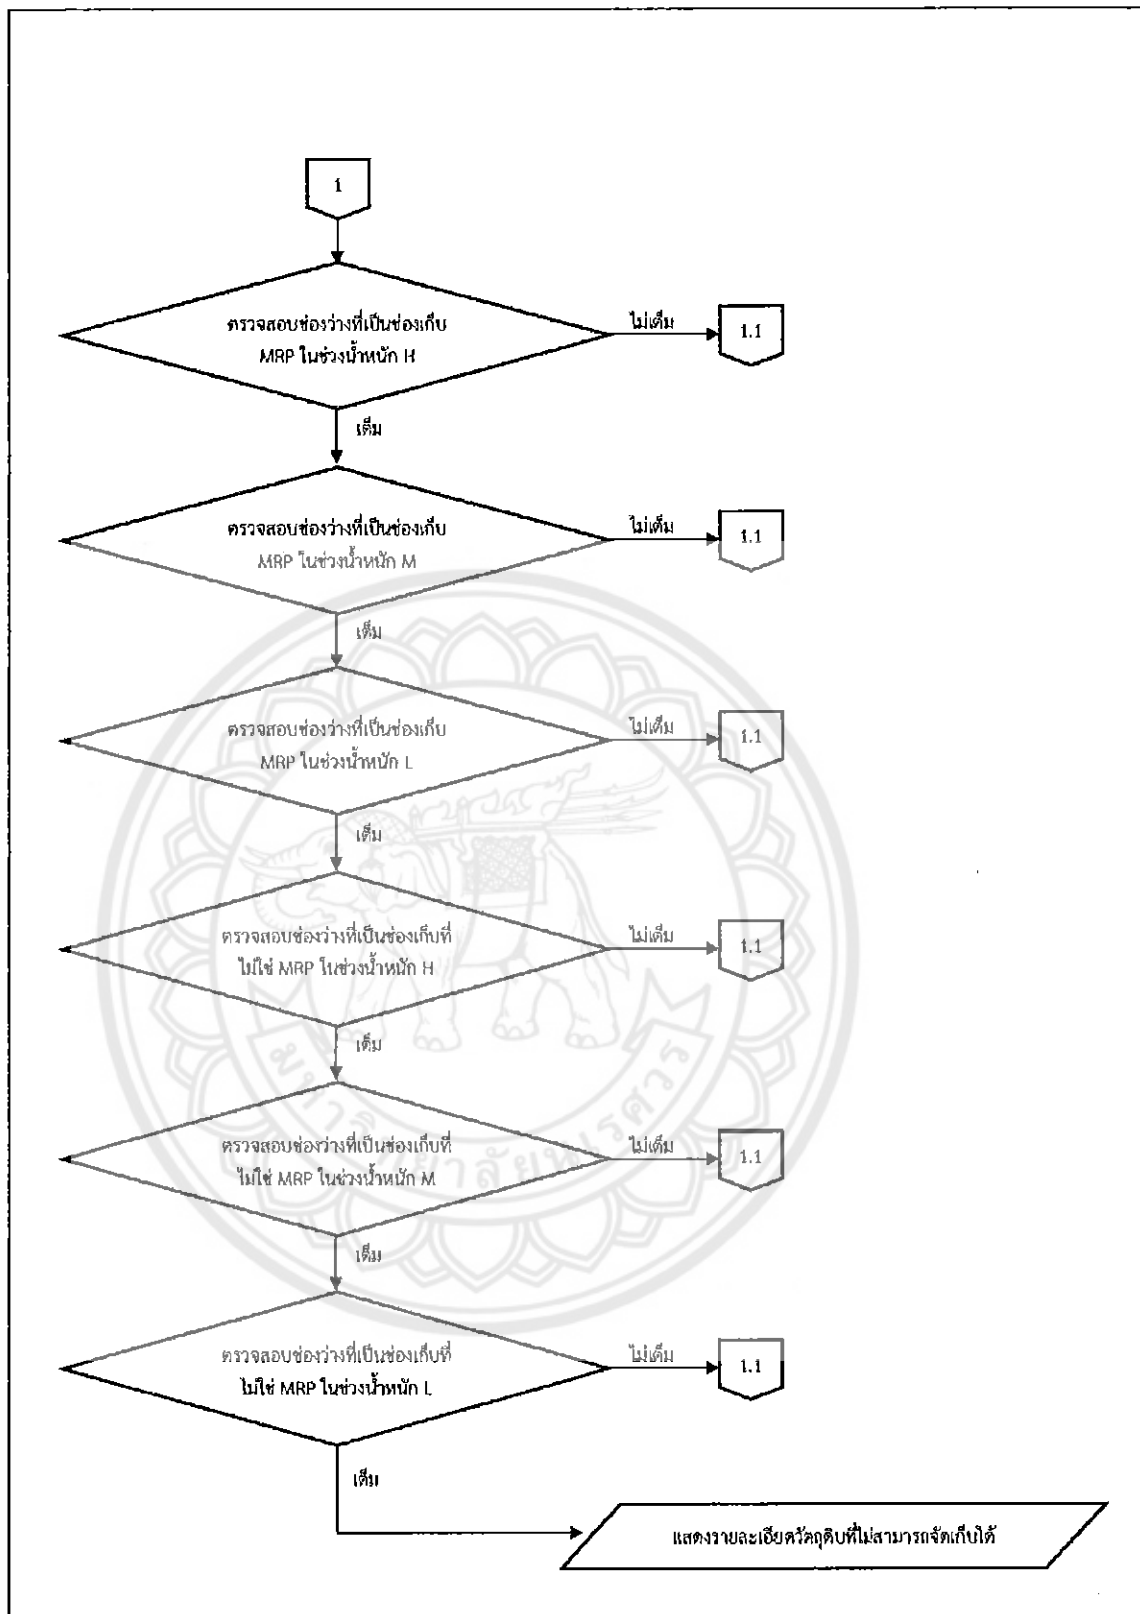 1
ตรวจสอบช่องว่างที่เป็นช่องเก็บ
MRP ในช่วงน้ำหนัก H
ไม่เต็ม
1.1
เต็ม
ตรวจสอบช่องว่างที่เป็นช่องเก็บ
MRP ในช่วงน้ำหนัก M
ไม่เต็ม
1.1
เต็ม
ตรวจสอบช่องว่างที่เป็นช่องเก็บ
MRP ในช่วงน้ำหนัก L
ไม่เต็ม
1.1
เต็ม
ตรวจสอบช่องว่างที่เป็นช่องเก็บที่
ไม่ใช่ MRP ในช่วงน้ำหนัก H
ไม่เต็ม
1.1
เต็ม
ตรวจสอบช่องว่างที่เป็นช่องเก็บที่
ไม่ใช่ MRP ในช่วงน้ำหนัก M
ไม่เต็ม
1.1
เต็ม
ตรวจสอบช่องว่างที่เป็นช่องเก็บที่
ไม่ใช่ MRP ในช่วงน้ำหนัก L
ไม่เต็ม
1.1
เต็ม
แสดงรายละเอียดวัตถุดิบที่ไม่สามารถจัดเก็บได้
มหาวิทยาลัยนเรศวร